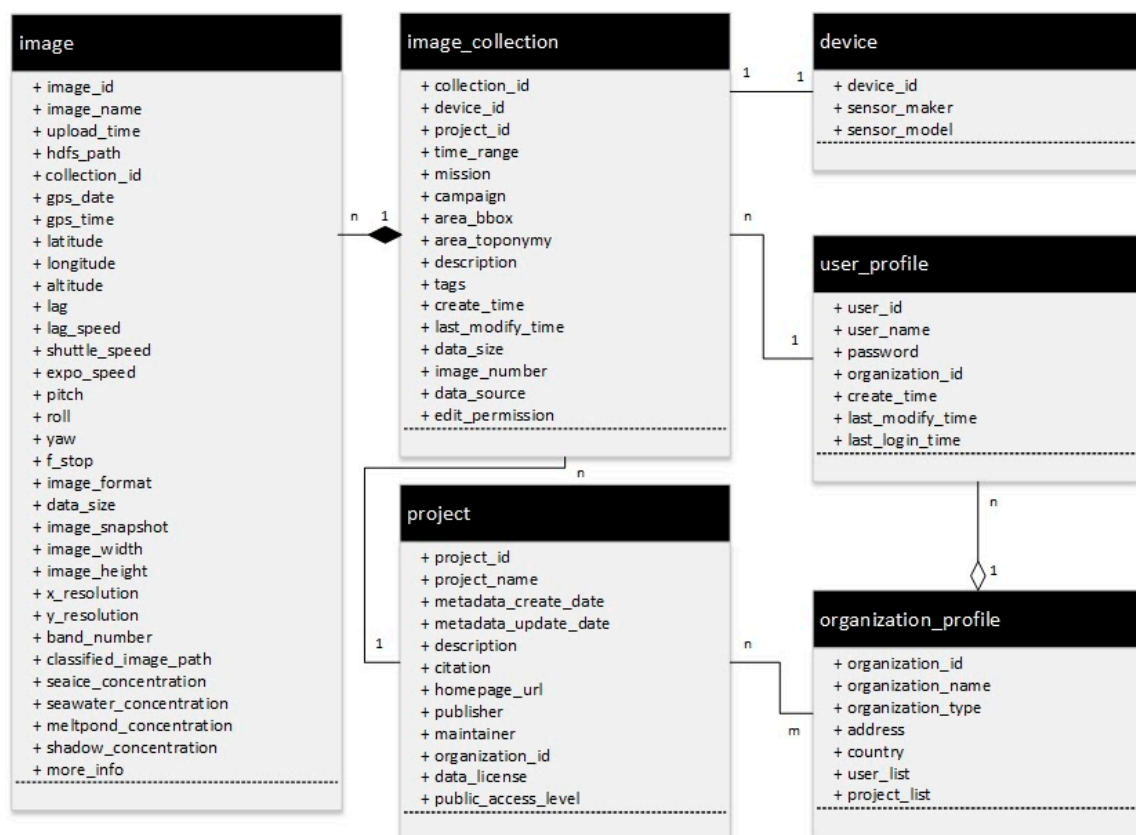 image
+ image_id
+ image_name
+ upload_time
+ hdfs_path
+ collection_id
+ gps_date
+ gps_time
+ latitude
+ longitude
+ altitude
+ lag
+ lag_speed
+ shuttle_speed
+ expo_speed
+ pitch
+ roll
+ yaw
+ f_stop
+ image_format
+ data_size
+ image_snapshot
+ image_width
+ image_height
+ x_resolution
+ y_resolution
+ band_number
+ classified_image_path
+ seaice_concentration
+ seawater_concentration
+ meltpond_concentration
+ shadow_concentration
+ more_info
n 1
image_collection
+ collection_id
+ device_id
+ project_id
+ time_range
+ mission
+ campaign
+ area_bbox
+ area_toponymy
+ description
+ tags
+ create_time
+ last_modify_time
+ data_size
+ image_number
+ data_source
+ edit_permission
1 1
n
1
n
1
device
+ device_id
+ sensor_maker
+ sensor_model
user_profile
+ user_id
+ user_name
+ password
+ organization_id
+ create_time
+ last_modify_time
+ last_login_time
n
1
project
+ project_id
+ project_name
+ metadata_create_date
+ metadata_update_date
+ description
+ citation
+ homepage_url
+ publisher
+ maintainer
+ organization_id
+ data_license
+ public_access_level
n
m
organization_profile
+ organization_id
+ organization_name
+ organization_type
+ address
+ country
+ user_list
+ project_list